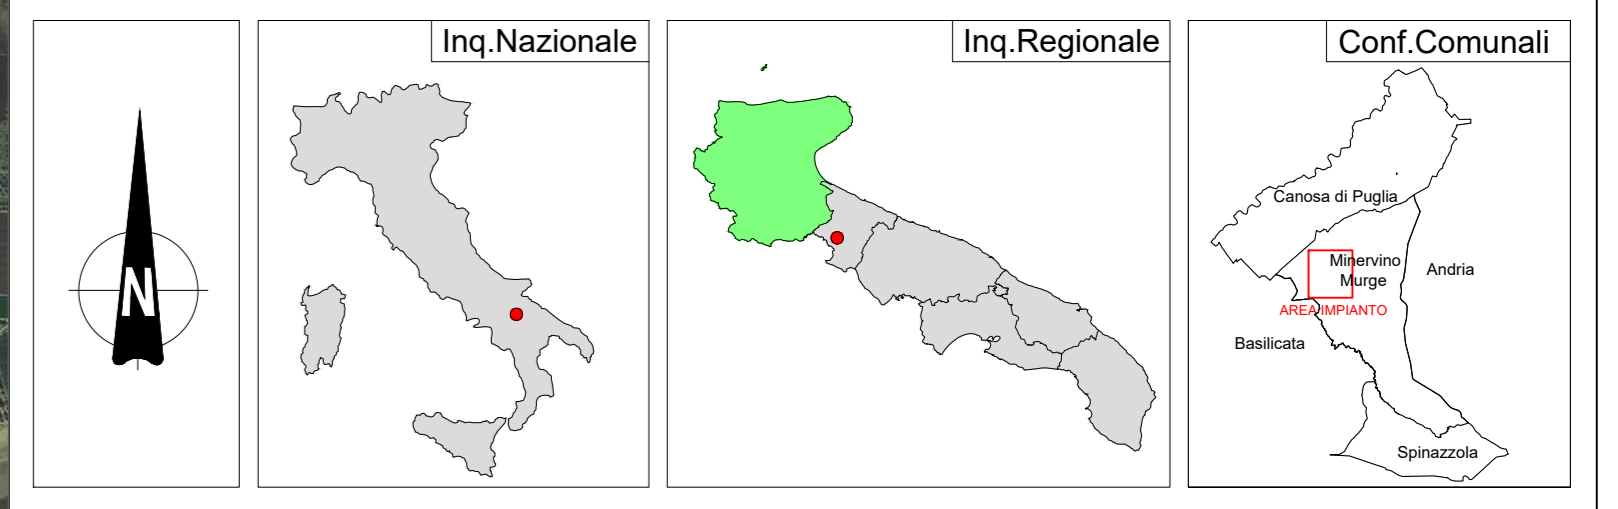 N
Inq.Nazionale
Inq.Regionale
Conf.Comunali
Canosa di Puglia
Minervino
Murge
Andria
AREA IMPIANTO
Basilicata
Spinazzola